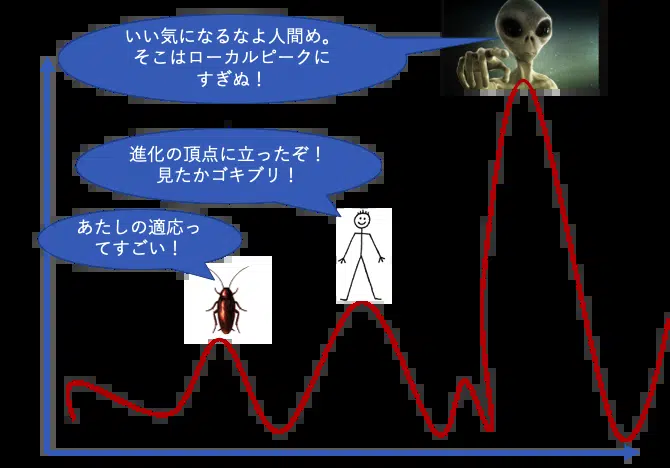 いい気になるなよ人間め。
そこはローカルピークに
すぎぬ！
進化の頂点に立ったぞ！
見たかゴキブリ！
あたしの適応っ
てすごい！